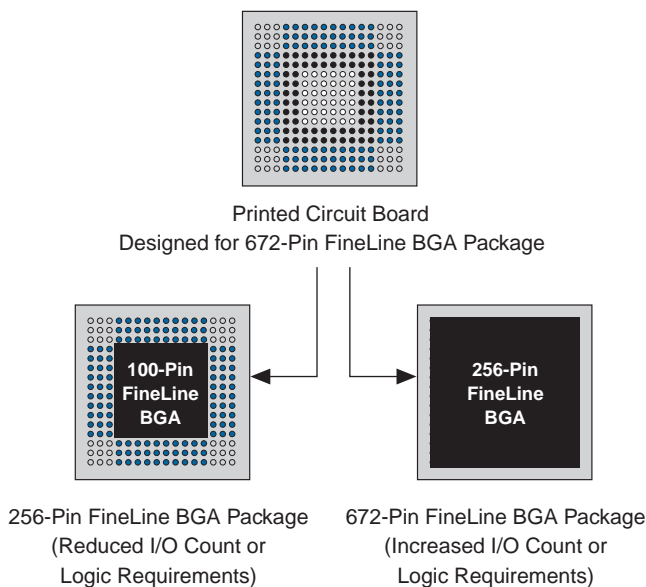 Printed Circuit Board
Designed for 672-Pin FineLine BGA Package
100-Pin
FineLine
BGA
256-Pin
FineLine
BGA
256-Pin FineLine BGA Package
(Reduced I/O Count or
Logic Requirements)
672-Pin FineLine BGA Package
(Increased I/O Count or
Logic Requirements)